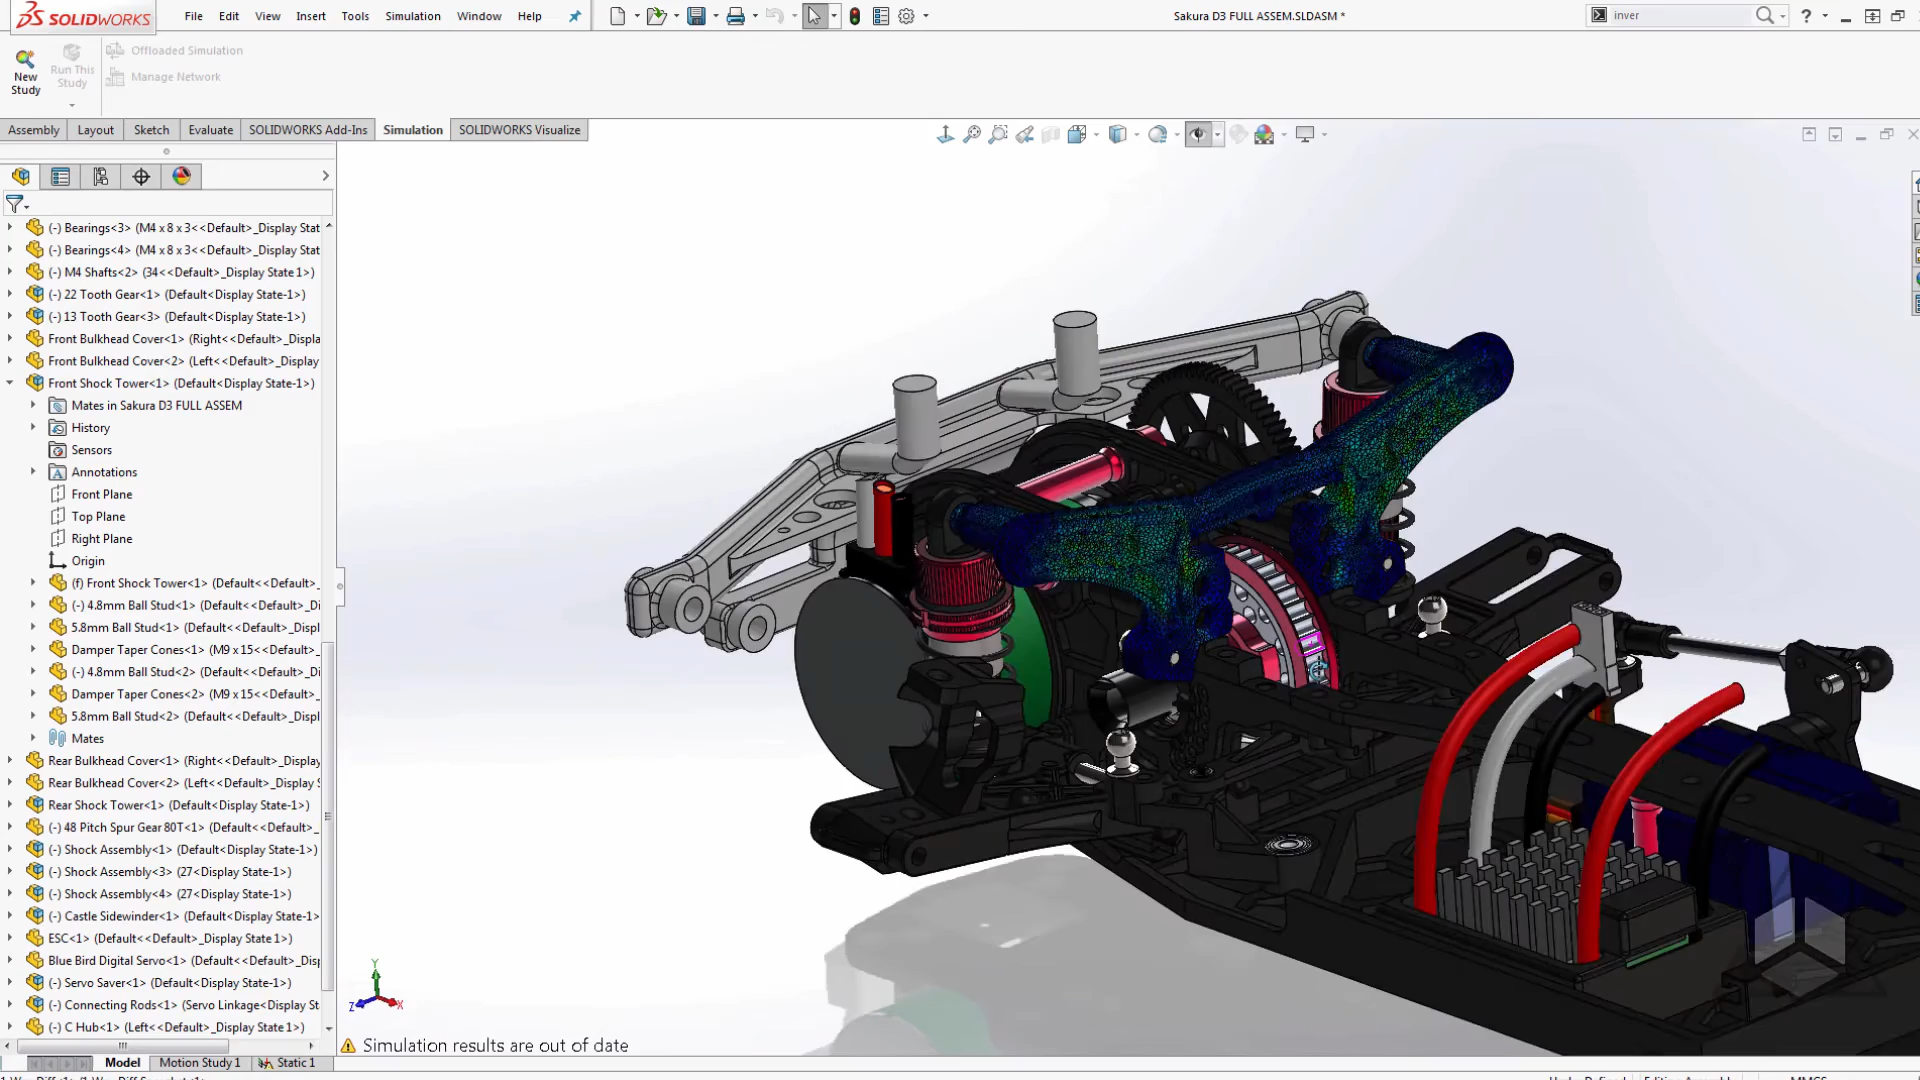 SOLIDWORKS
File Edit View Insert Tools Simulation Window Help
Sakura D3 FULL ASSEM.SLDASM *
inver
New Study
Run This Study
Offloaded Simulation
Manage Network
Assembly Layout Sketch Evaluate SOLIDWORKS Add-Ins Simulation SOLIDWORKS Visualize
(-) Bearings<3> (M4 x 8 x 3<<Default>_Display Stat
(-) Bearings<4> (M4 x 8 x 3<<Default>_Display Stat
(-) M4 Shafts<2> (34<<Default>_Display State 1>)
(-) 22 Tooth Gear<1> (Default<Display State-1>)
(-) 13 Tooth Gear<3> (Default<Display State-1>)
Front Bulkhead Cover<1> (Right<<Default>_Displa
Front Bulkhead Cover<2> (Left<<Default>_Display
Front Shock Tower<1> (Default<Display State-1>)
Mates in Sakura D3 FULL ASSEM
History
Sensors
Annotations
Front Plane
Top Plane
Right Plane
Origin
(f) Front Shock Tower<1> (Default<<Default>_
(-) 4.8mm Ball Stud<1> (Default<<Default>_Di
5.8mm Ball Stud<1> (Default<<Default>_Displ
Damper Taper Cones<1> (M9 x 15<<Default>_
(-) 4.8mm Ball Stud<2> (Default<<Default>_Di
Damper Taper Cones<2> (M9 x 15<<Default>_
5.8mm Ball Stud<2> (Default<<Default>_Displ
Mates
Rear Bulkhead Cover<1> (Right<<Default>_Displa
Rear Bulkhead Cover<2> (Left<<Default>_Display S
Rear Shock Tower<1> (Default<Display State-1>)
(-) 48 Pitch Spur Gear 80T<1> (Default<<Default>_
(-) Shock Assembly<1> (Default<Display State-1>)
(-) Shock Assembly<3> (27<Display State-1>)
(-) Shock Assembly<4> (27<Display State-1>)
(-) Castle Sidewinder<1> (Default<Display State-1>
ESC<1> (Default<<Default>_Display State 1>)
Blue Bird Digital Servo<1> (Default<<Default>_Disp
(-) Servo Saver<1> (Default<Display State-1>)
(-) Connecting Rods<1> (Servo Linkage<Display St
(-) C Hub<1> (Left<<Default>_Display State 1>)
Y
Z X
Simulation results are out of date
Model Motion Study 1 Static 1